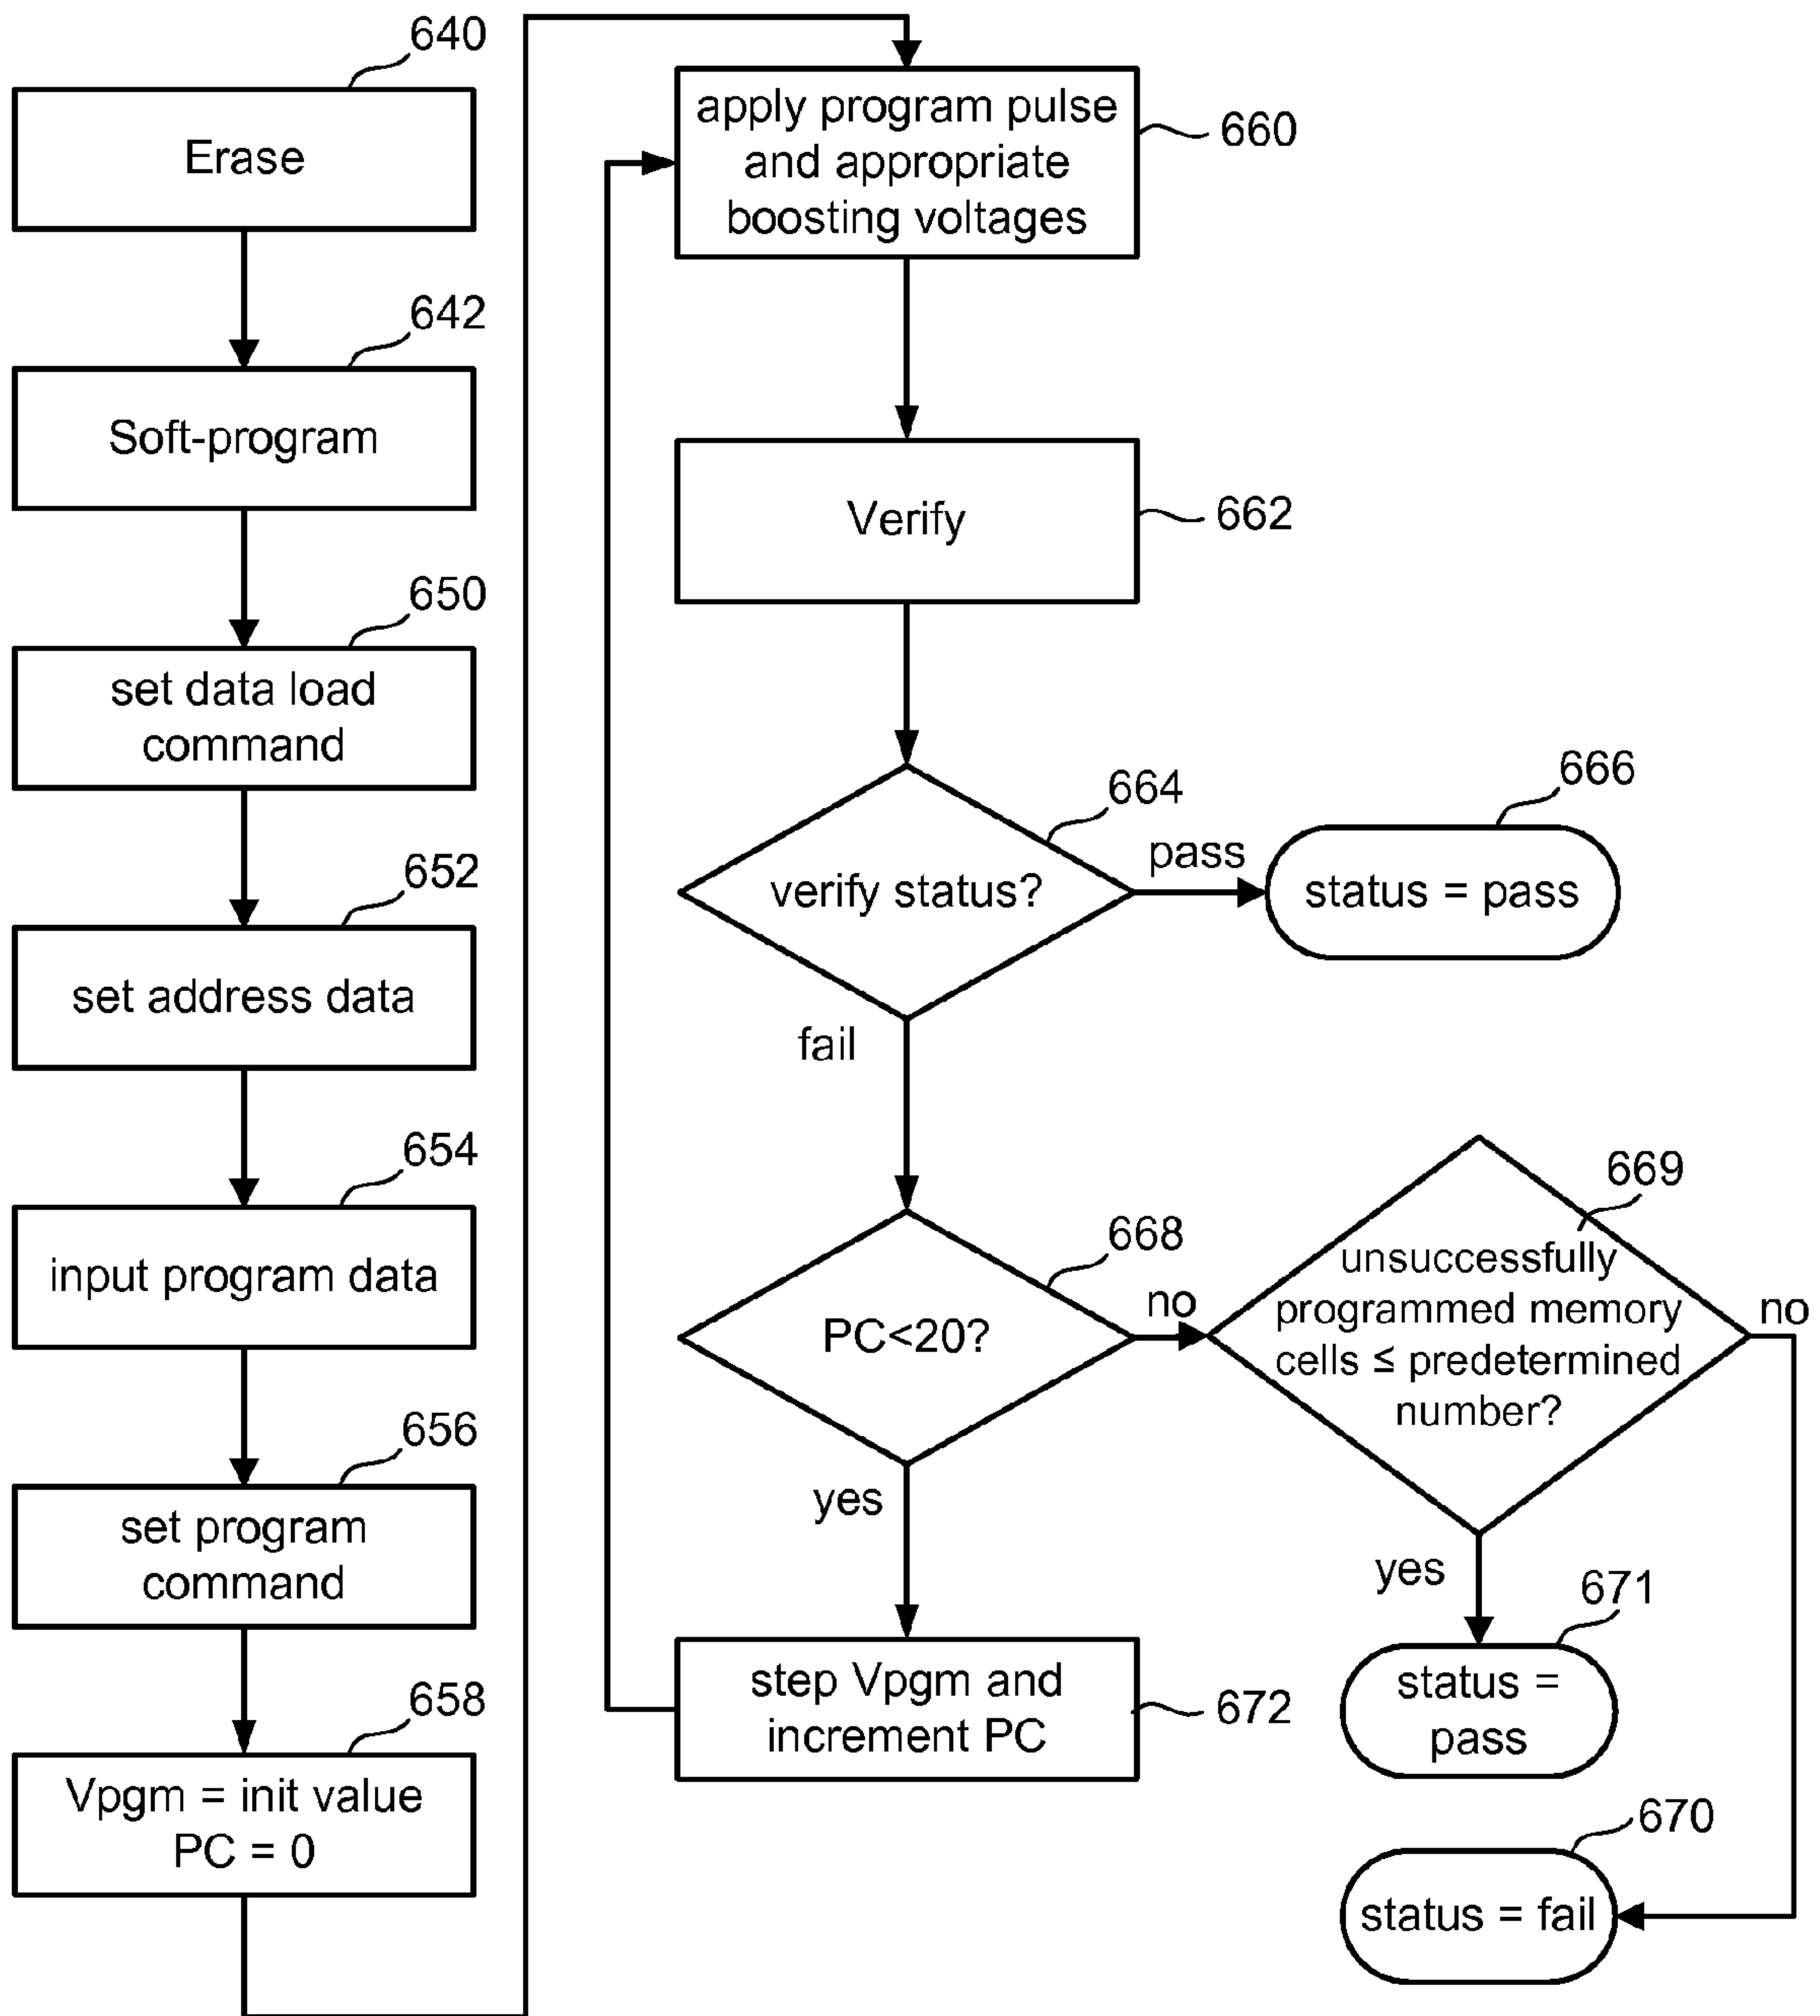 640
Erase
642
Soft-program
650
set data load
command
652
set address data
654
input program data
656
set program
command
658
Vpgm = init value
PC = 0
apply program pulse
and appropriate
boosting voltages
660
Verify
662
664
verify status?
pass
666
status = pass
fail
668
PC<20?
no
669
unsuccessfully
programmed memory
cells ≤ predetermined
number?
no
yes
step Vpgm and
increment PC
672
yes
671
status =
pass
670
status = fail